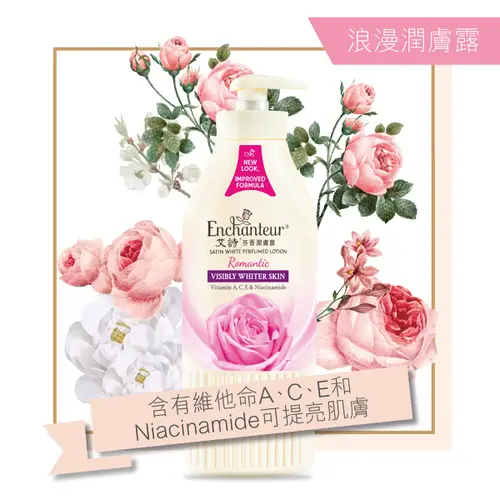 浪漫潤膚露
NEW
LOOK,
IMPROVED
FORMULA
Enchanteur®
艾詩® 芬香潤膚露
SATIN WHITE PERFUMED LOTION
Romantic
VISIBLY WHITER SKIN
Vitamin A, C, E & Niacinamide
含有維他命A、C、E和
Niacinamide可提亮肌膚